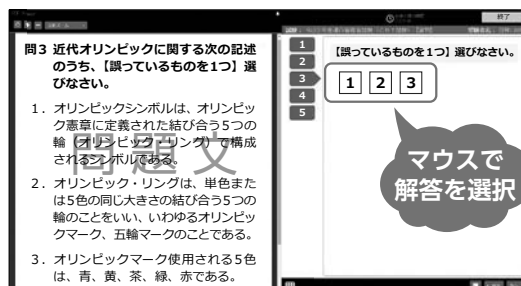 終了
問3 近代オリンピックに関する次の記述
のうち、【誤っているものを1つ】選
びなさい。
1. オリンピックシンボルは、オリンピッ
ク憲章に定義された結び合う5つの
輪(オリンピック・リング)で構成
されるシンボルである。
2. オリンピック・リングは、単色また
は5色の同じ大きさの結び合う5つの
輪のことをいい、いわゆるオリンピッ
クマーク、五輪マークのことである。
3. オリンピックマーク使用される5色
は、青、黄、茶、緑、赤である。
問題文
1
2
3
4
5
【誤っているものを1つ】選びなさい。
1 2 3
マウスで
解答を選択